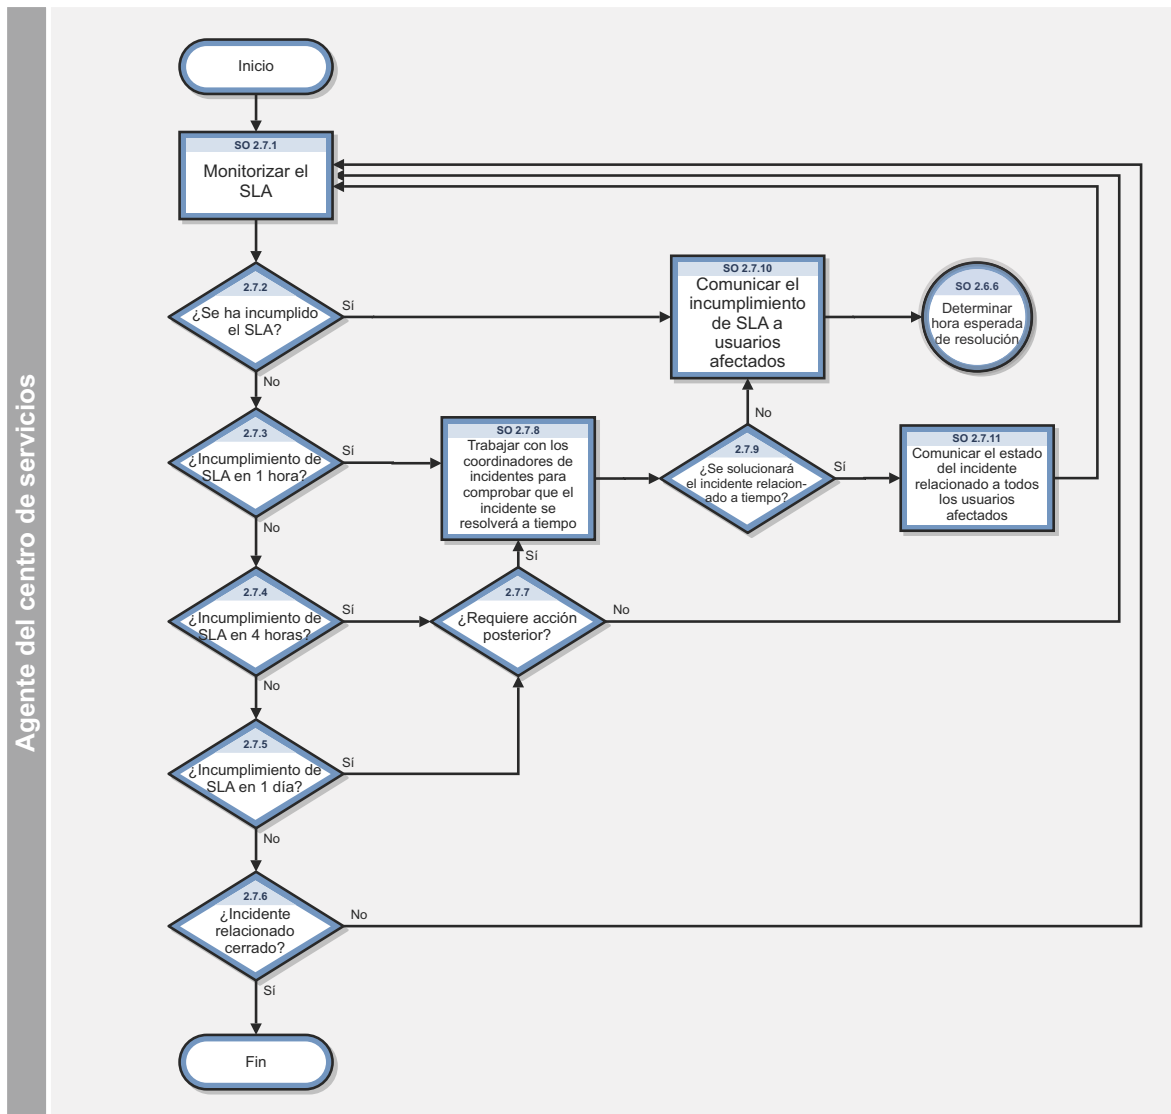 Agente del centro de servicios
Inicio
SO 2.7.1
Monitorizar el
SLA
2.7.2
¿Se ha incumplido
el SLA?
Sí
No
SO 2.7.10
Comunicar el
incumplimiento
de SLA a
usuarios
afectados
SO 2.6.6
Determinar
hora esperada
de resolución
2.7.3
¿Incumplimiento de
SLA en 1 hora?
Sí
No
SO 2.7.8
Trabajar con los
coordinadores de
incidentes para
comprobar que el
incidente se
resolverá a tiempo
No
2.7.9
¿Se solucionará
el incidente relacion-
ado a tiempo?
Sí
SO 2.7.11
Comunicar el estado
del incidente
relacionado a todos
los usuarios
afectados
2.7.4
¿Incumplimiento de
SLA en 4 horas?
Sí
No
Sí
2.7.7
¿Requiere acción
posterior?
No
2.7.5
¿Incumplimiento de
SLA en 1 día?
Sí
No
2.7.6
¿Incidente
relacionado
cerrado?
No
Sí
Fin